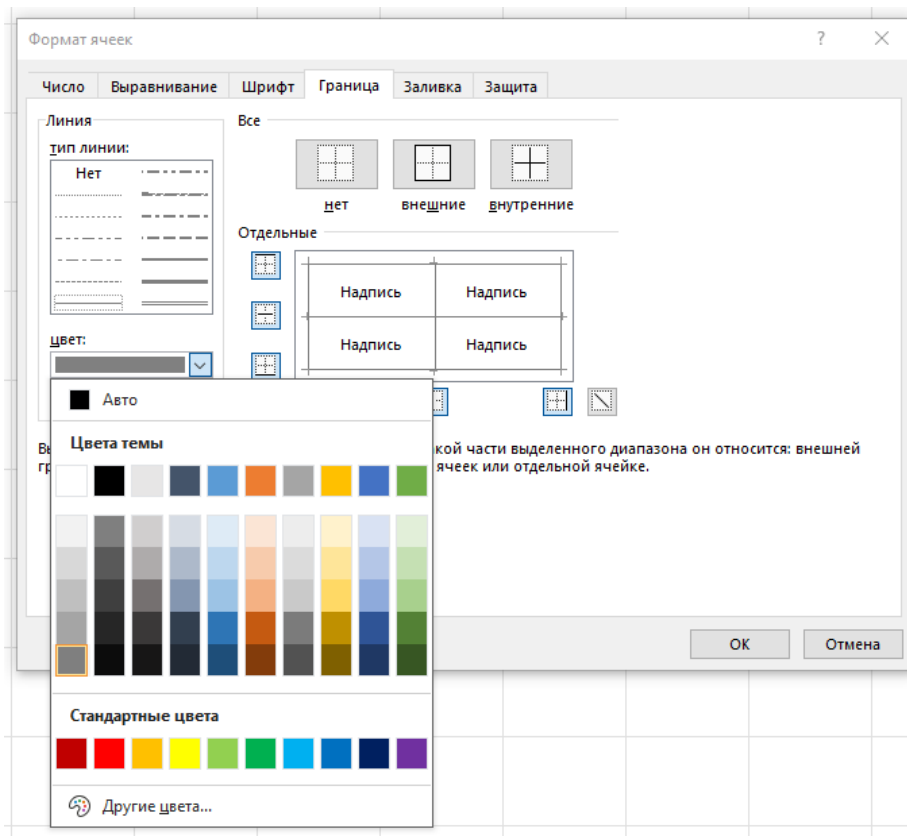 Формат ячеек
Число Выравнивание Шрифт Граница Заливка Защита
Линия
тип линии:
Нет
Все
нет внешние внутренние
Отдельные
Надпись Надпись
Надпись Надпись
цвет:
Авто
кой части выделенного диапазона он относится: внешней
ячеек или отдельной ячейке.
Цвета темы
ОК Отмена
Стандартные цвета
Другие цвета...